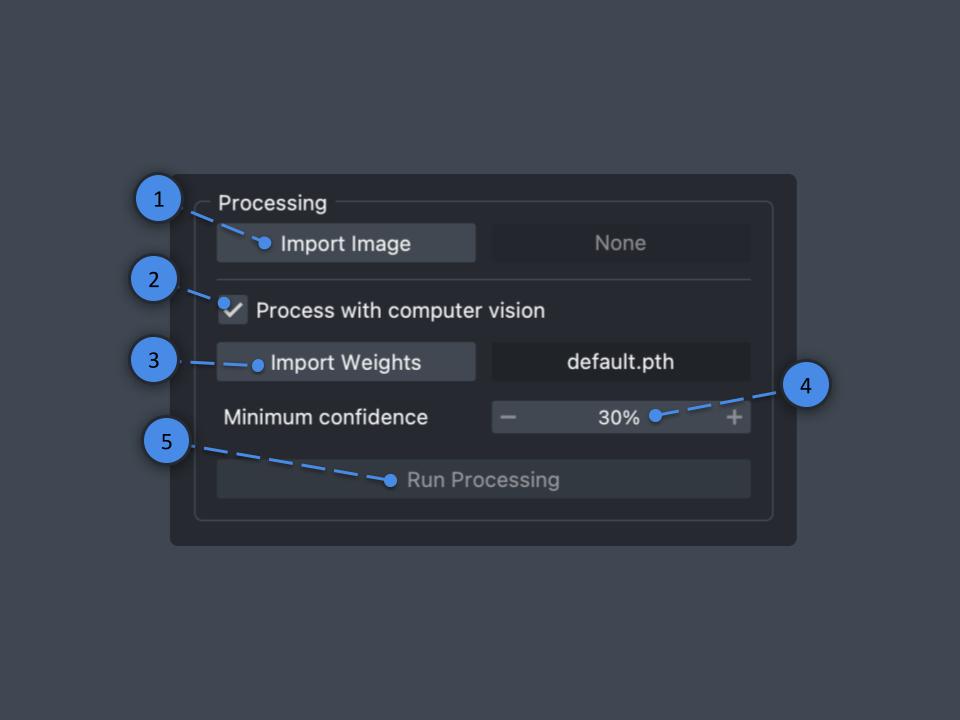 Processing
1
Import Image
None
2
Process with computer vision
3
Import Weights
default.pth
4
Minimum confidence
− 30% +
5
Run Processing